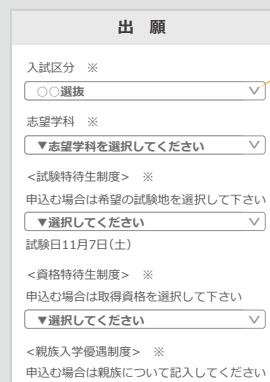 出 願
入試区分 ※
○○選抜
志望学科 ※
▼志望学科を選択してください
<試験特待生制度> ※
申込む場合は希望の試験地を選択して下さい
▼選択してください
試験日11月7日(土)
<資格特待生制度> ※
申込む場合は取得資格を選択して下さい
▼選択してください
<親族入学優遇制度> ※
申込む場合は親族について記入してください